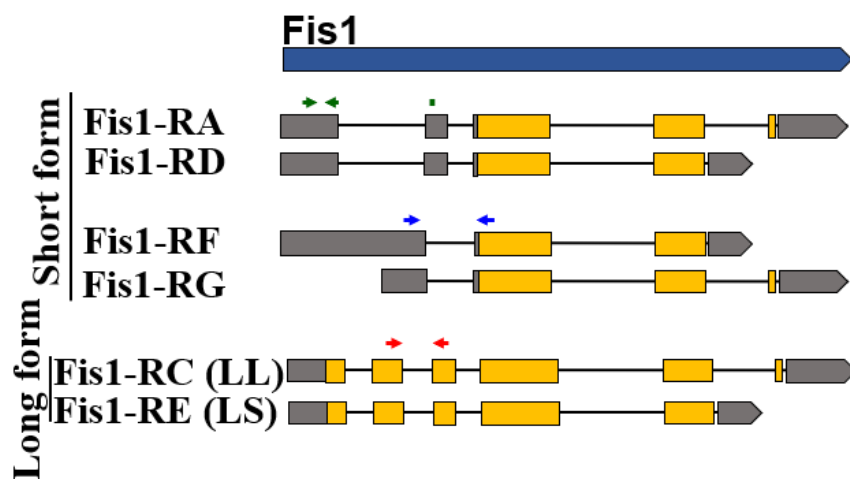 Fis1
Short form
Fis1-RA
Fis1-RD
Fis1-RF
Fis1-RG
Long form
Fis1-RC (LL)
Fis1-RE (LS)